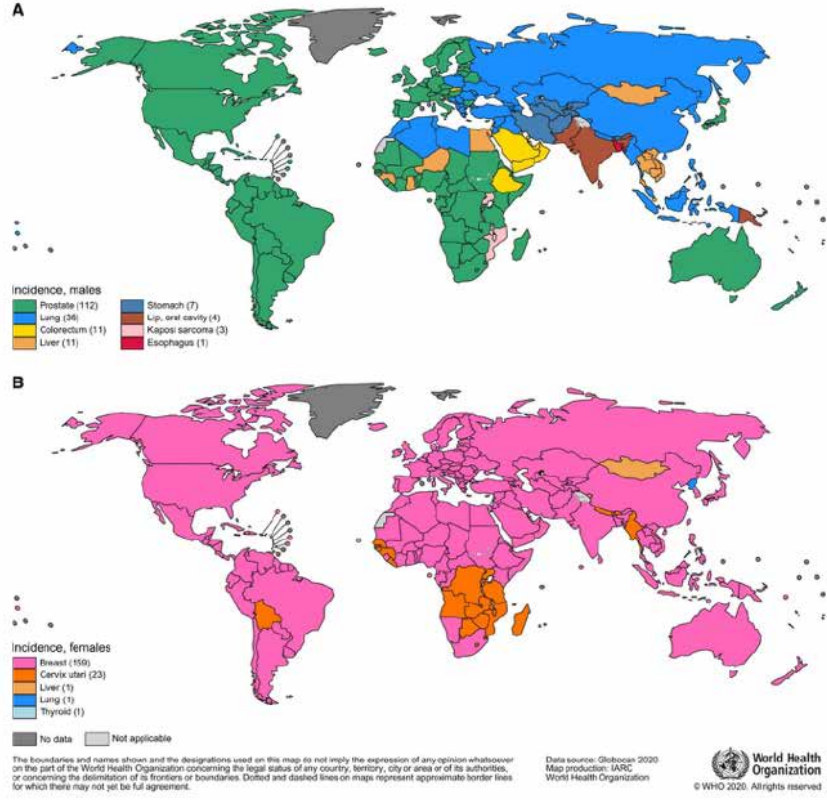 A
Incidence, males
Prostate (112)
Lung (36)
Colorectum (11)
Liver (11)
Stomach (7)
Lip, oral cavity (4)
Kaposi sarcoma (3)
Esophagus (1)
B
Incidence, females
Breast (159)
Cervix uteri (23)
Liver (1)
Lung (1)
Thyroid (1)
No data
Not applicable
The boundaries and names shown and the designations used on this map do not imply the expression of any opinion whatsoever
on the part of the World Health Organization concerning the legal status of any country, territory, city or area or of its authorities,
or concerning the delimitation of its frontiers or boundaries. Dotted and dashed lines on maps represent approximate border lines
for which there may not yet be full agreement.
Data source: Globocan 2020
Map production: IARC
World Health Organization
World Health
Organization
© WHO 2020. All rights reserved